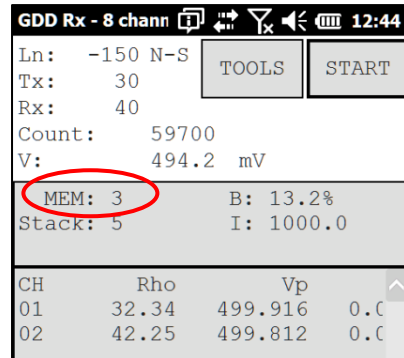 GDD Rx - 8 chann 12:44
Ln: -150 N-S
TOOLS START
Tx: 30
Rx: 40
Count: 59700
V: 494.2 mV
MEM: 3 B: 13.2%
Stack: 5 I: 1000.0
CH Rho Vp
01 32.34 499.916 0.
02 42.25 499.812 0.